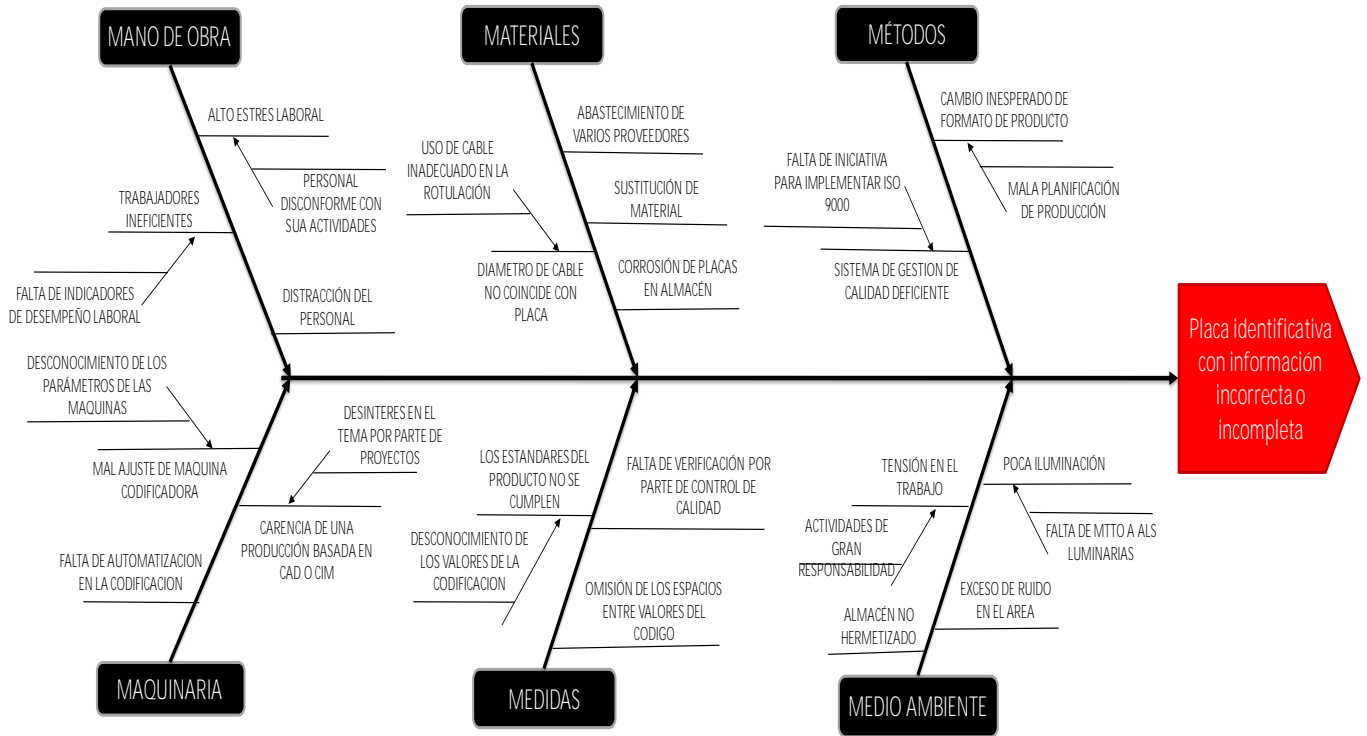 MANO DE OBRA
MATERIALES
MÉTODOS
ALTO ESTRES LABORAL
PERSONAL
DISCONFORME CON
SUA ACTIVIDADES
TRABAJADORES
INEFICIENTES
FALTA DE INDICADORES
DE DESEMPEÑO LABORAL
DISTRACCIÓN DEL
PERSONAL
ABASTECIMIENTO DE
VARIOS PROVEEDORES
USO DE CABLE
INADECUADO EN LA
ROTULACIÓN
SUSTITUCIÓN DE
MATERIAL
DIAMETRO DE CABLE
NO COINCIDE CON
PLACA
CORROSIÓN DE PLACAS
EN ALMACÉN
CAMBIO INESPERADO DE
FORMATO DE PRODUCTO
FALTA DE INICIATIVA
PARA IMPLEMENTAR ISO
9000
MALA PLANIFICACIÓN
DE PRODUCCIÓN
SISTEMA DE GESTION DE
CALIDAD DEFICIENTE
Placa identificativa
con información
incorrecta o
incompleta
DESCONOCIMIENTO DE LOS
PARÁMETROS DE LAS
MAQUINAS
MAL AJUSTE DE MAQUINA
CODIFICADORA
DESINTERES EN EL
TEMA POR PARTE DE
PROYECTOS
CARENCIA DE UNA
PRODUCCIÓN BASADA EN
CAD O CIM
FALTA DE AUTOMATIZACION
EN LA CODIFICACION
LOS ESTANDARES DEL
PRODUCTO NO SE
CUMPLEN
DESCONOCIMIENTO DE
LOS VALORES DE LA
CODIFICACION
FALTA DE VERIFICACIÓN POR
PARTE DE CONTROL DE
CALIDAD
OMISIÓN DE LOS ESPACIOS
ENTRE VALORES DEL
CODIGO
TENSIÓN EN EL
TRABAJO
ACTIVIDADES DE
GRAN
RESPONSABILIDAD
POCA ILUMINACIÓN
FALTA DE MTTO A ALS
LUMINARIAS
ALMACÉN NO
HERMETIZADO
EXCESO DE RUIDO
EN EL AREA
MAQUINARIA
MEDIDAS
MEDIO AMBIENTE